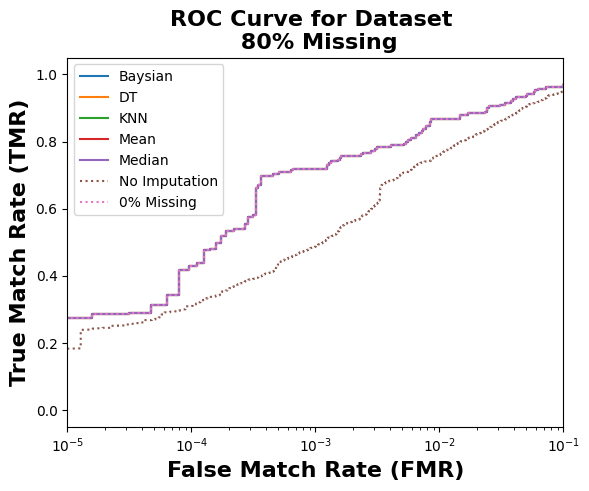 ROC Curve for Dataset
80% Missing
True Match Rate (TMR)
1.0
0.8
0.6
0.4
0.2
0.0
Baysian
DT
KNN
Mean
Median
No Imputation
0% Missing
10⁻⁵
10⁻⁴
10⁻³
10⁻²
10⁻¹
False Match Rate (FMR)